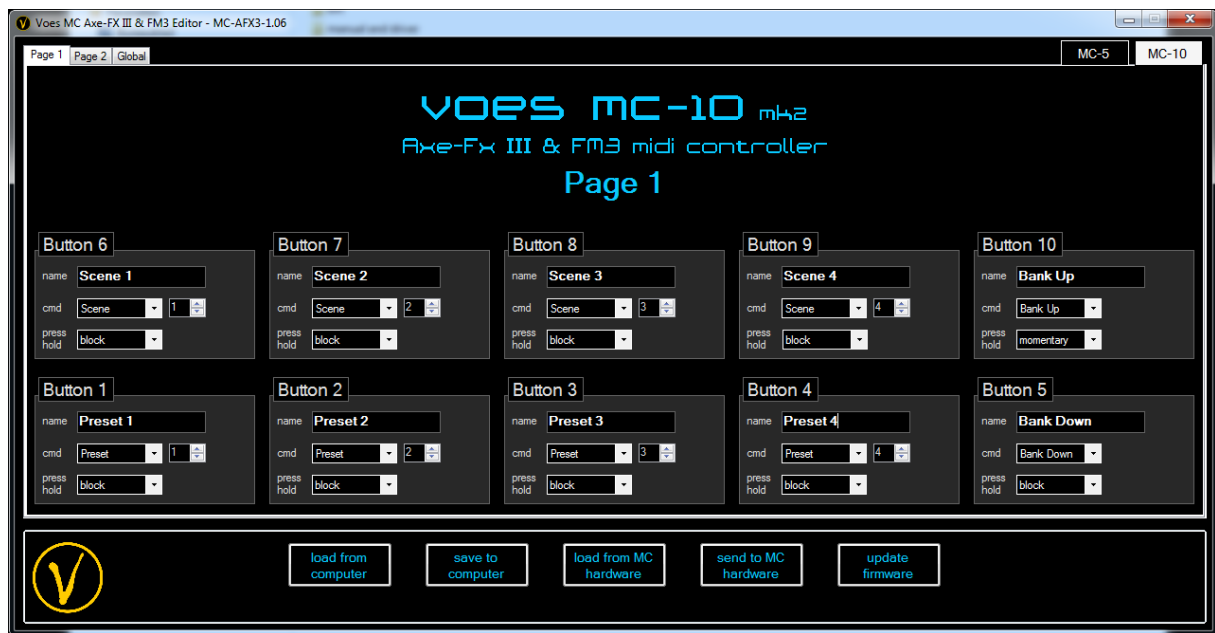 Voes MC Axe-FX III & FM3 Editor - MC-AFX3-1.06
Page 1 Page 2 Global MC-5 MC-10
VOES MC-10 mk2
Axe-Fx III & FM3 midi controller
Page 1
Button 6 Button 7 Button 8 Button 9 Button 10
name Scene 1 name Scene 2 name Scene 3 name Scene 4 name Bank Up
cmd Scene 1 cmd Scene 2 cmd Scene 3 cmd Scene 4 cmd Bank Up
press hold block press hold block press hold block press hold block press hold momentary
Button 1 Button 2 Button 3 Button 4 Button 5
name Preset 1 name Preset 2 name Preset 3 name Preset 4 name Bank Down
cmd Preset 1 cmd Preset 2 cmd Preset 3 cmd Preset 4 cmd Bank Down
press hold block press hold block press hold block press hold block press hold block
load from computer save to computer load from MC hardware send to MC hardware update firmware
V